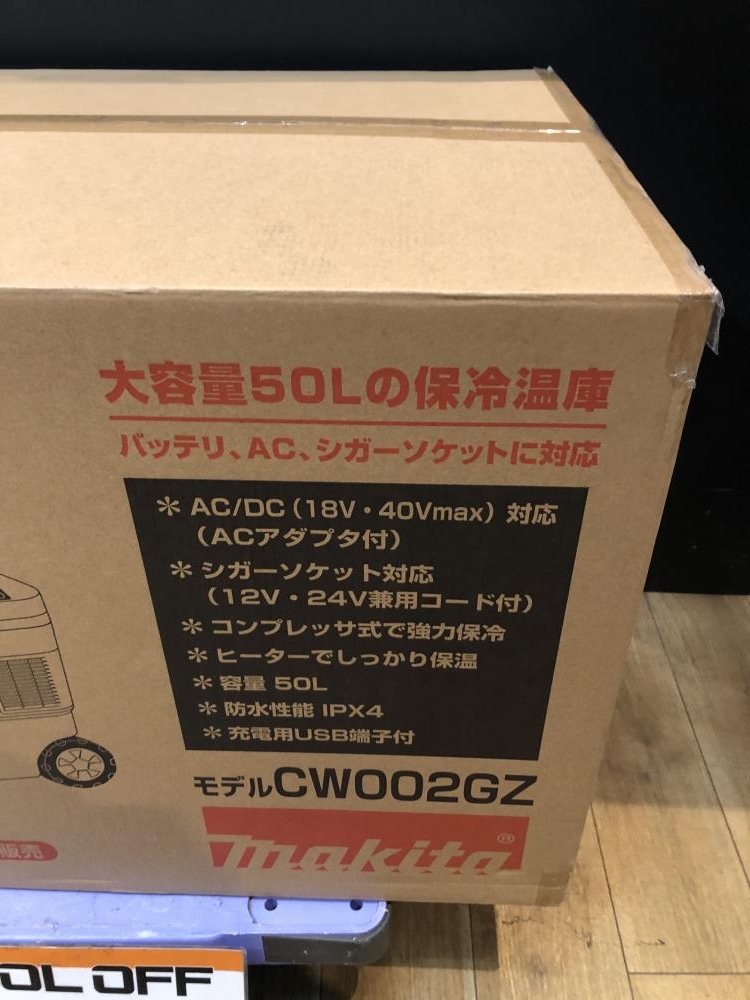 大容量50Lの保冷温庫
バッテリ、AC、シガーソケットに対応
＊ AC/DC（18V・40Vmax）対応
（ACアダプタ付）
＊ シガーソケット対応
（12V・24V兼用コード付）
＊ コンプレッサ式で強力保冷
＊ ヒーターでしっかり保温
＊ 容量 50L
＊ 防水性能 IPX4
＊ 充電用USB端子付
モデルCW002GZ
makita®
販売
OL OFF